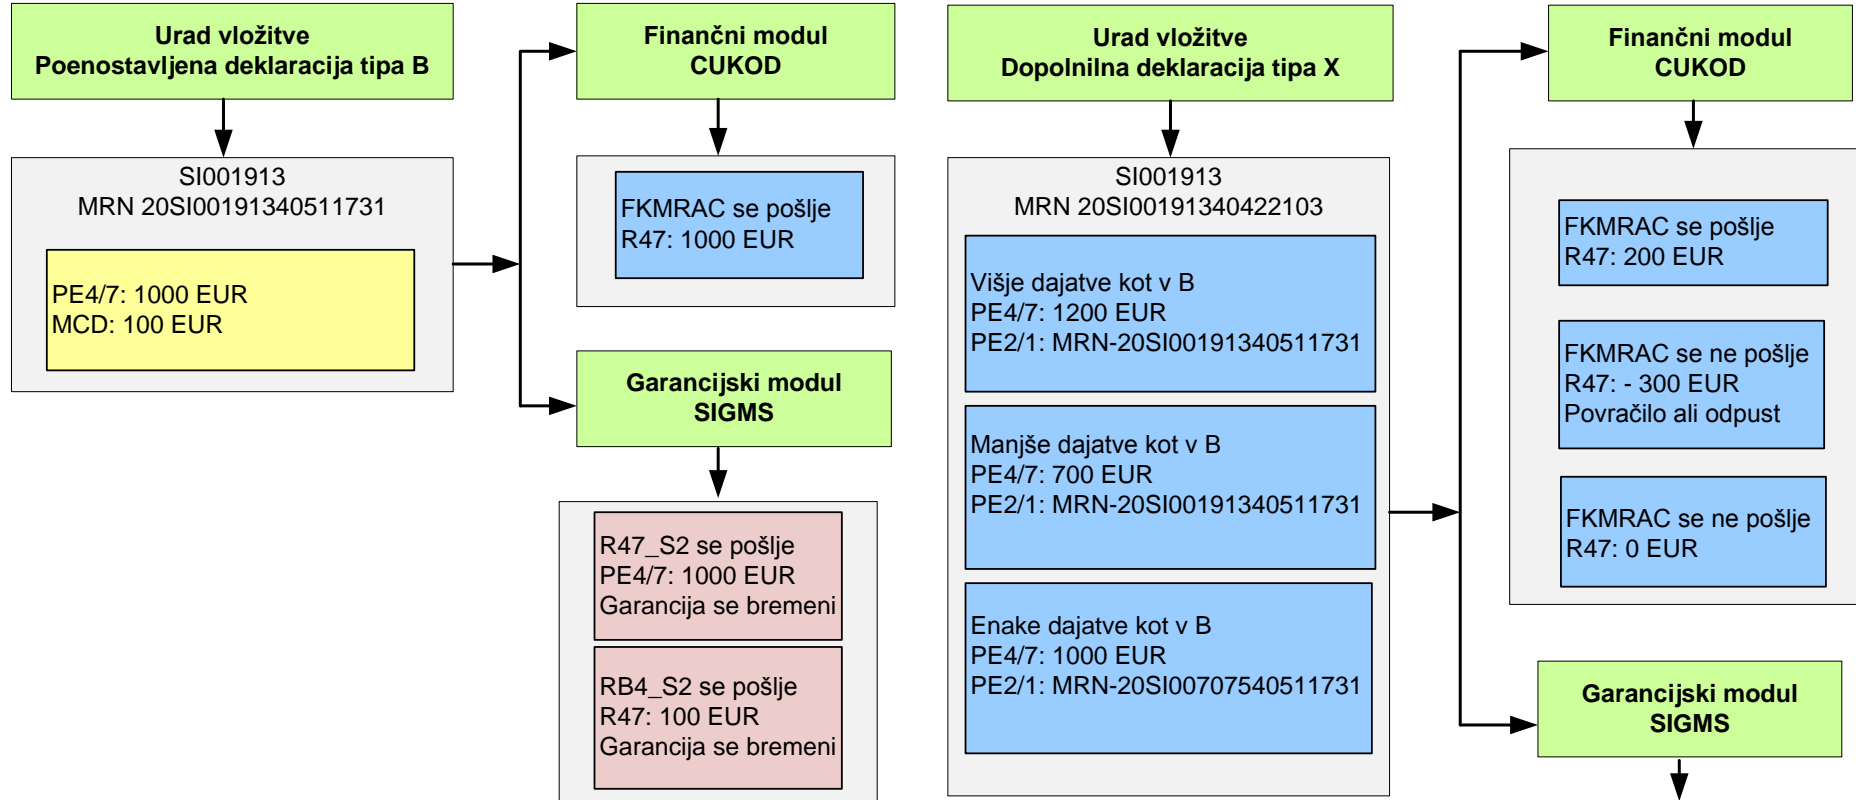 Urad vložitve
Poenostavljena deklaracija tipa B
SI001913
MRN 20SI00191340511731
PE4/7: 1000 EUR
MCD: 100 EUR
Finančni modul
CUKOD
FKMRAC se pošlje
R47: 1000 EUR
Garancijski modul
SIGMS
R47_S2 se pošlje
PE4/7: 1000 EUR
Garancija se bremeni
RB4_S2 se pošlje
R47: 100 EUR
Garancija se bremeni
Urad vložitve
Dopolnilna deklaracija tipa X
SI001913
MRN 20SI00191340422103
Višje dajatve kot v B
PE4/7: 1200 EUR
PE2/1: MRN-20SI00191340511731
Manjše dajatve kot v B
PE4/7: 700 EUR
PE2/1: MRN-20SI00191340511731
Enake dajatve kot v B
PE4/7: 1000 EUR
PE2/1: MRN-20SI00707540511731
Finančni modul
CUKOD
FKMRAC se pošlje
R47: 200 EUR
FKMRAC se ne pošlje
R47: - 300 EUR
Povračilo ali odpust
FKMRAC se ne pošlje
R47: 0 EUR
Garancijski modul
SIGMS